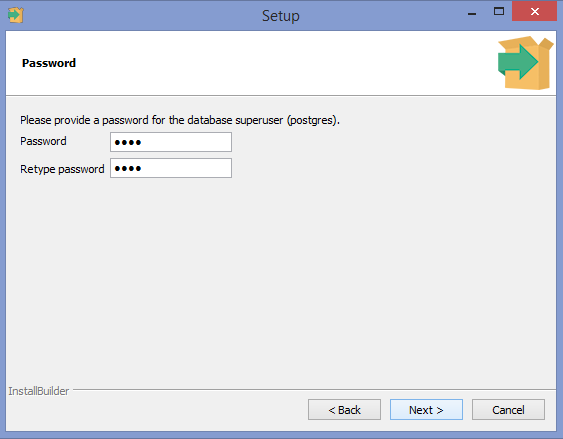 Setup
Password
Please provide a password for the database superuser (postgres).
Password ••••
Retype password ••••
InstallBuilder
< Back Next > Cancel